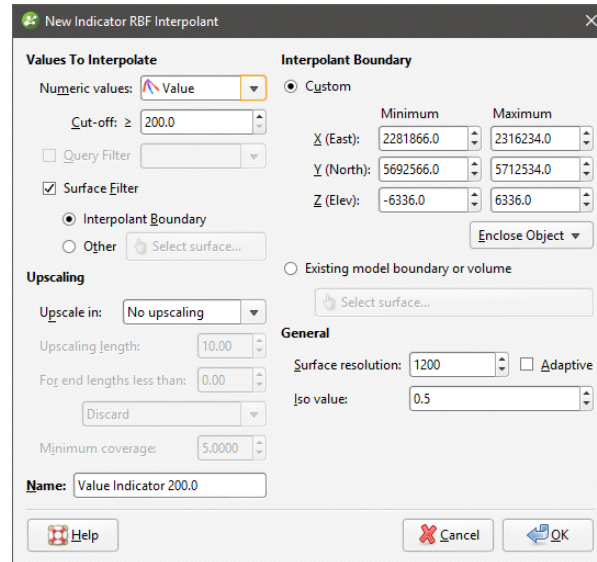 New Indicator RBF Interpolant
Values To Interpolate
Numeric values: Value
Cut-off: ≥ 200.0
Query Filter
Surface Filter
Interpolant Boundary
Other Select surface...
Upscaling
Upscale in: No upscaling
Upscaling length: 10.00
For end lengths less than: 0.00
Discard
Minimum coverage: 5.0000
Name: Value Indicator 200.0
Interpolant Boundary
Custom
Minimum Maximum
X (East): 2281866.0 2316234.0
Y (North): 5692566.0 5712534.0
Z (Elev): -6336.0 6336.0
Enclose Object
Existing model boundary or volume
Select surface...
General
Surface resolution: 1200 Adaptive
Iso value: 0.5
Help
Cancel
OK